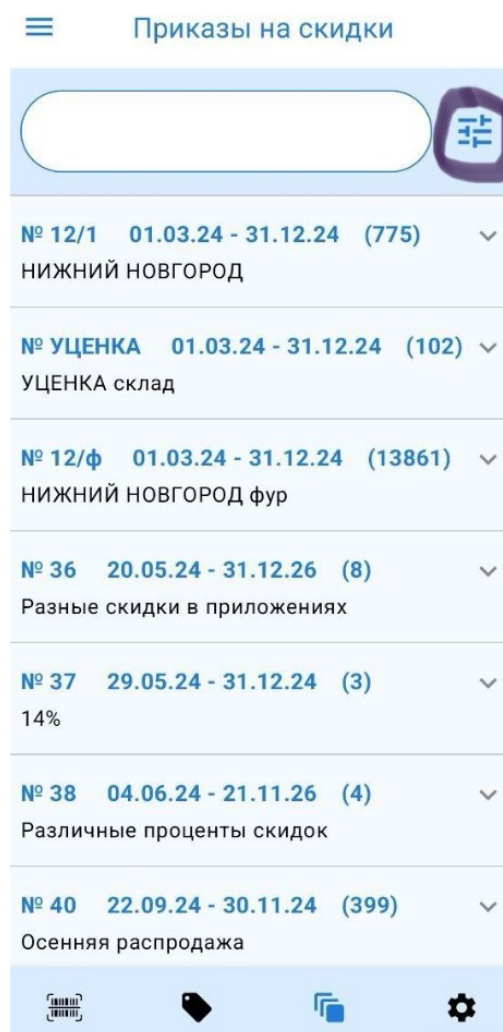 Приказы на скидки
№ 12/1 01.03.24 - 31.12.24 (775)
НИЖНИЙ НОВГОРОД
№ УЦЕНКА 01.03.24 - 31.12.24 (102)
УЦЕНКА склад
№ 12/ф 01.03.24 - 31.12.24 (13861)
НИЖНИЙ НОВГОРОД фур
№ 36 20.05.24 - 31.12.26 (8)
Разные скидки в приложениях
№ 37 29.05.24 - 31.12.24 (3)
14%
№ 38 04.06.24 - 21.11.26 (4)
Различные проценты скидок
№ 40 22.09.24 - 30.11.24 (399)
Осенняя распродажа